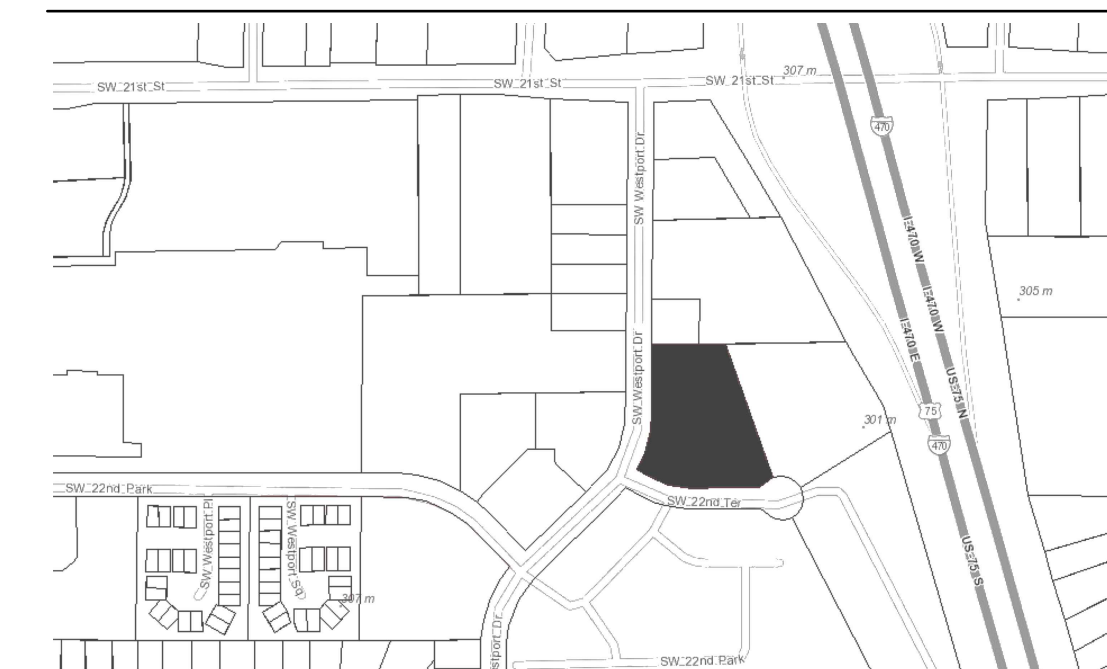 307 m
SW 21st St
SW 21st St
SW 21st St
470
SW Westport Dr
I-470 W
305 m
I-470 W
I-470 E
SW Westport Dr
US-75 N
75
301 m
470
SW 22nd Park
SW 22nd Ter
SW Westport Pl
SW Westport Sq
US-75 S
307 m
stport Dr
SW 22nd Park